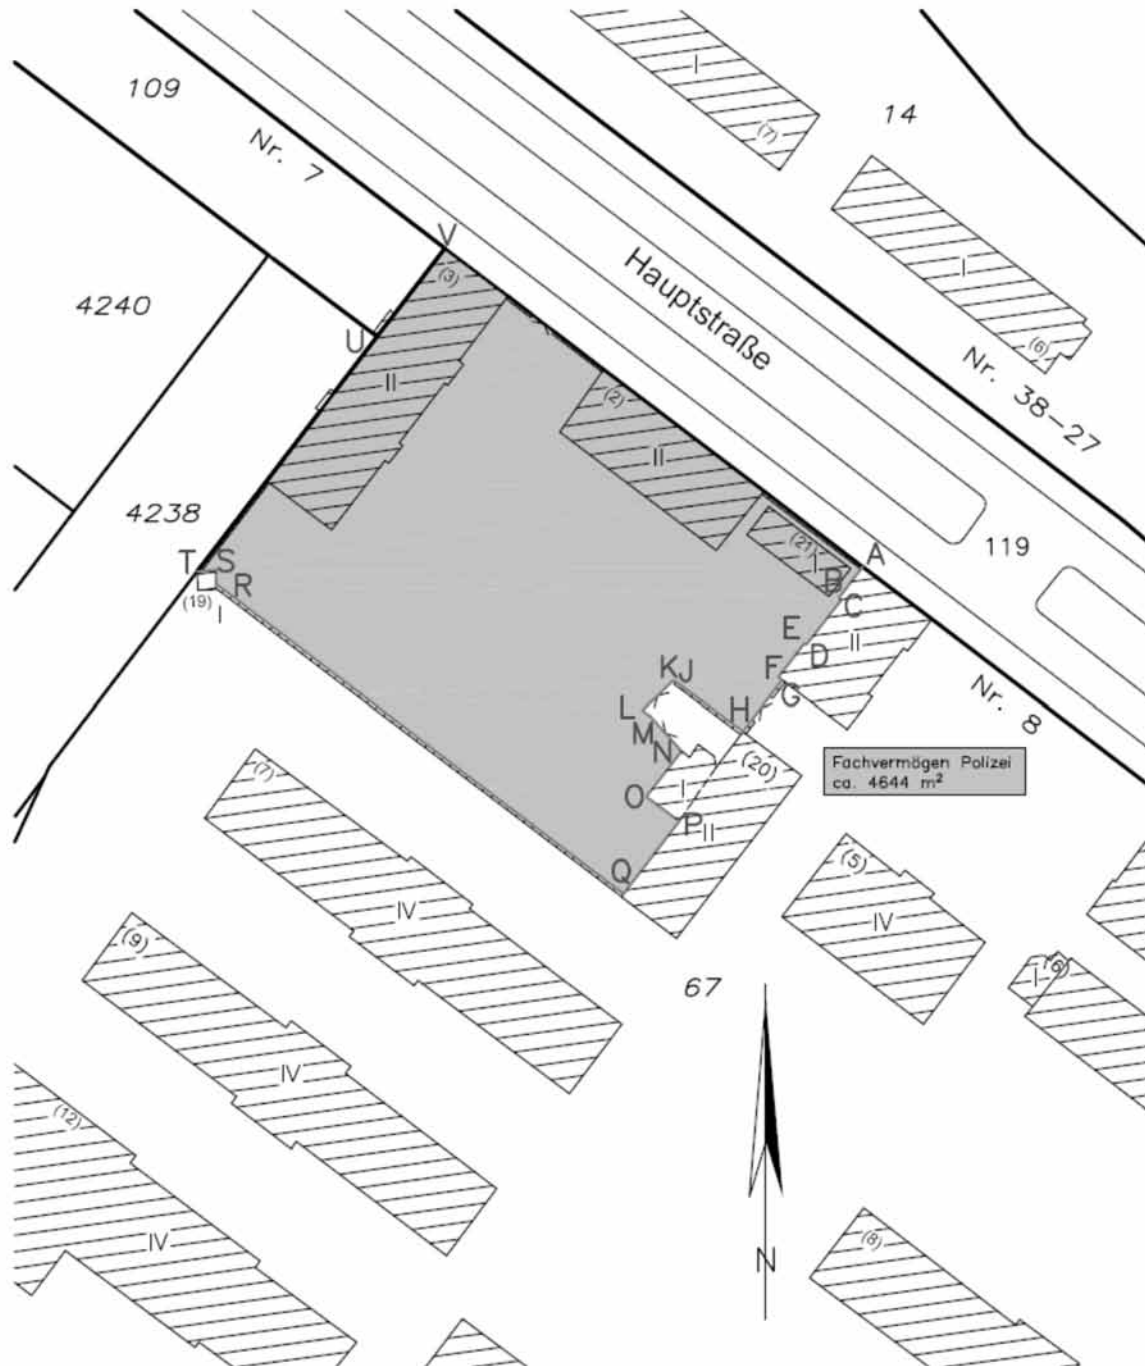 109
Nr. 7
I
(7)
14
V
(3)
Hauptstraße
I
(6)
Nr. 38-27
4240
U
II
(2)
II
4238
(21)
I
A
119
T S
R
(19)
I
B
C
E
D
II
F
G
KJ
L
H
M
N
Nr. 8
(20)
Fachvermögen Polizei
ca. 4644 m²
O
I
P
II
Q
(7)
IV
(5)
IV
(9)
67
I
IV
(12)
IV
(8)
N